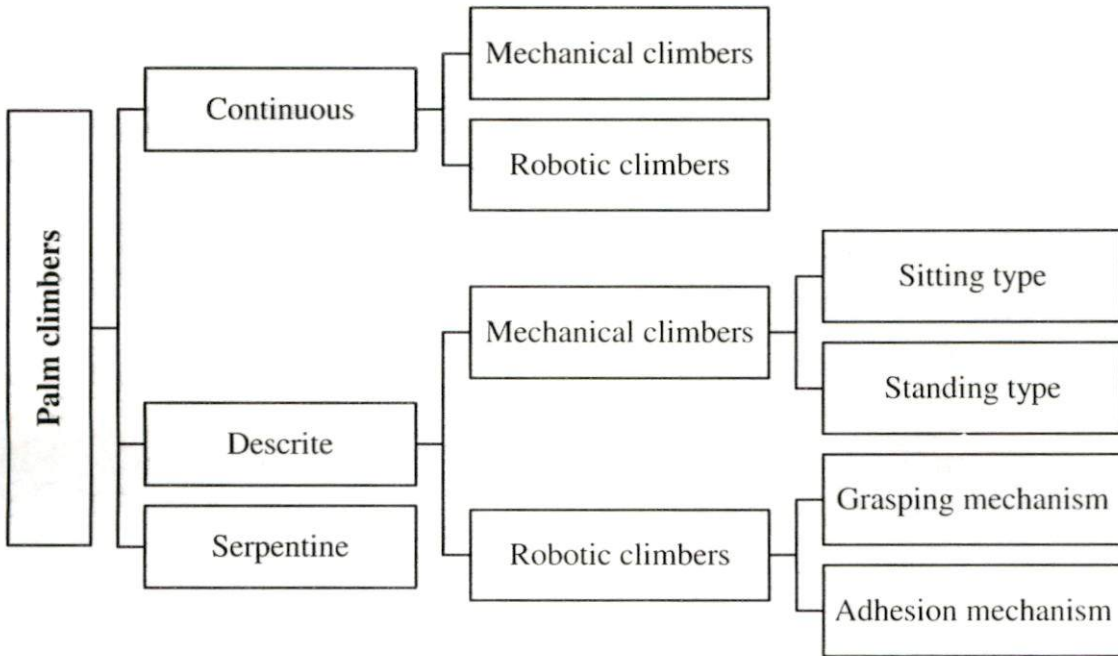 Palm climbers
Continuous
Mechanical climbers
Robotic climbers
Descrite
Mechanical climbers
Sitting type
Standing type
Robotic climbers
Grasping mechanism
Adhesion mechanism
Serpentine